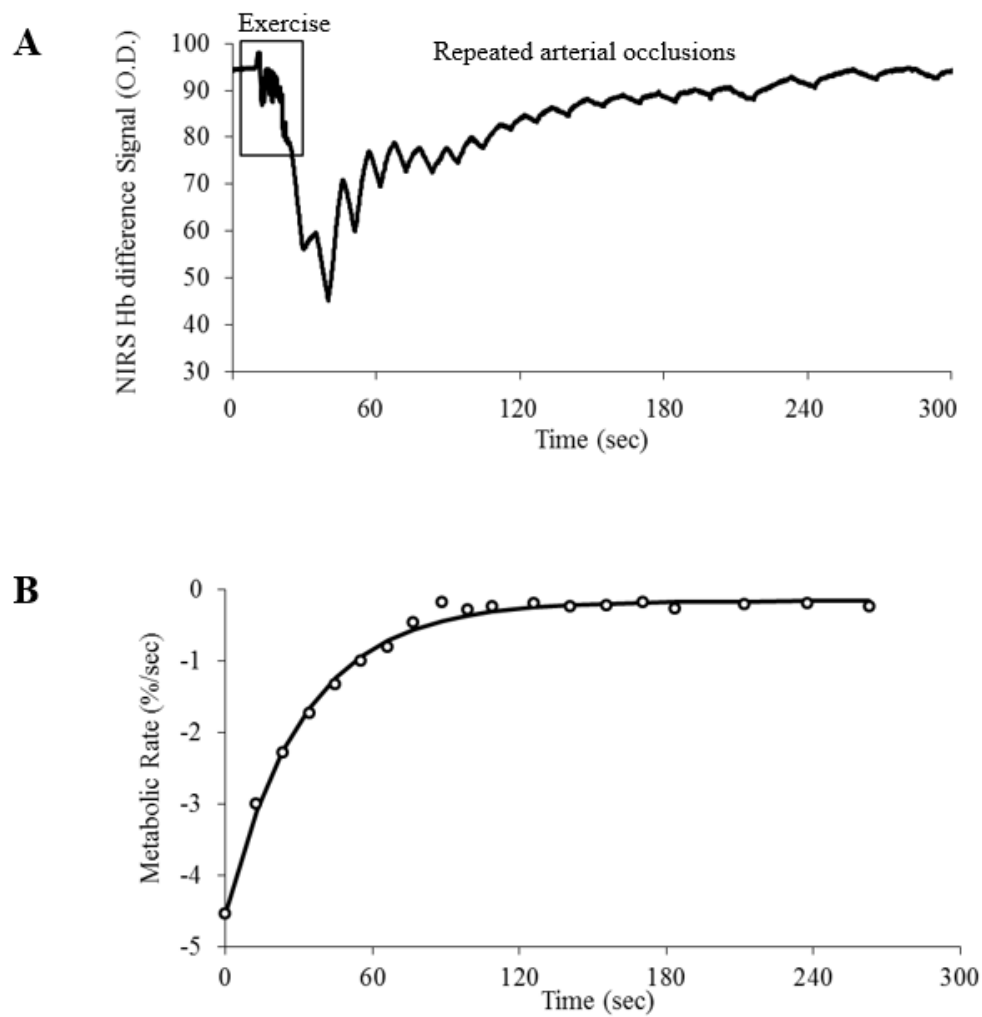 A
Exercise
Repeated arterial occlusions
NIRS Hb difference Signal (O.D.)
100
90
80
70
60
50
40
30
0 60 120 180 240 300
Time (sec)
B
Metabolic Rate (%/sec)
0
-1
-2
-3
-4
-5
0 60 120 180 240 300
Time (sec)